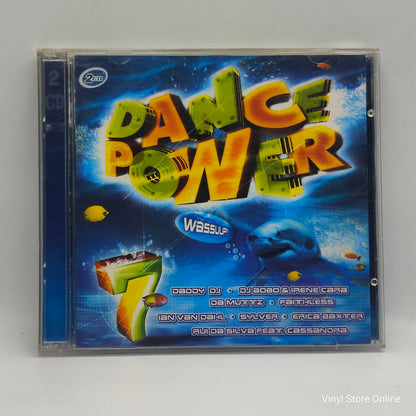 2CD
2
CD
DANCE
POWER
WASSUUP!
7
DADDY DJ • DJ BOBO & IRENE CARA
DA MUTTZ • FAITHLESS
IAN VAN DAHL • SYLVER • ERICA BAXTER
RUI DA SILVA FEAT. CASSANDRA
Vinyl Store Online